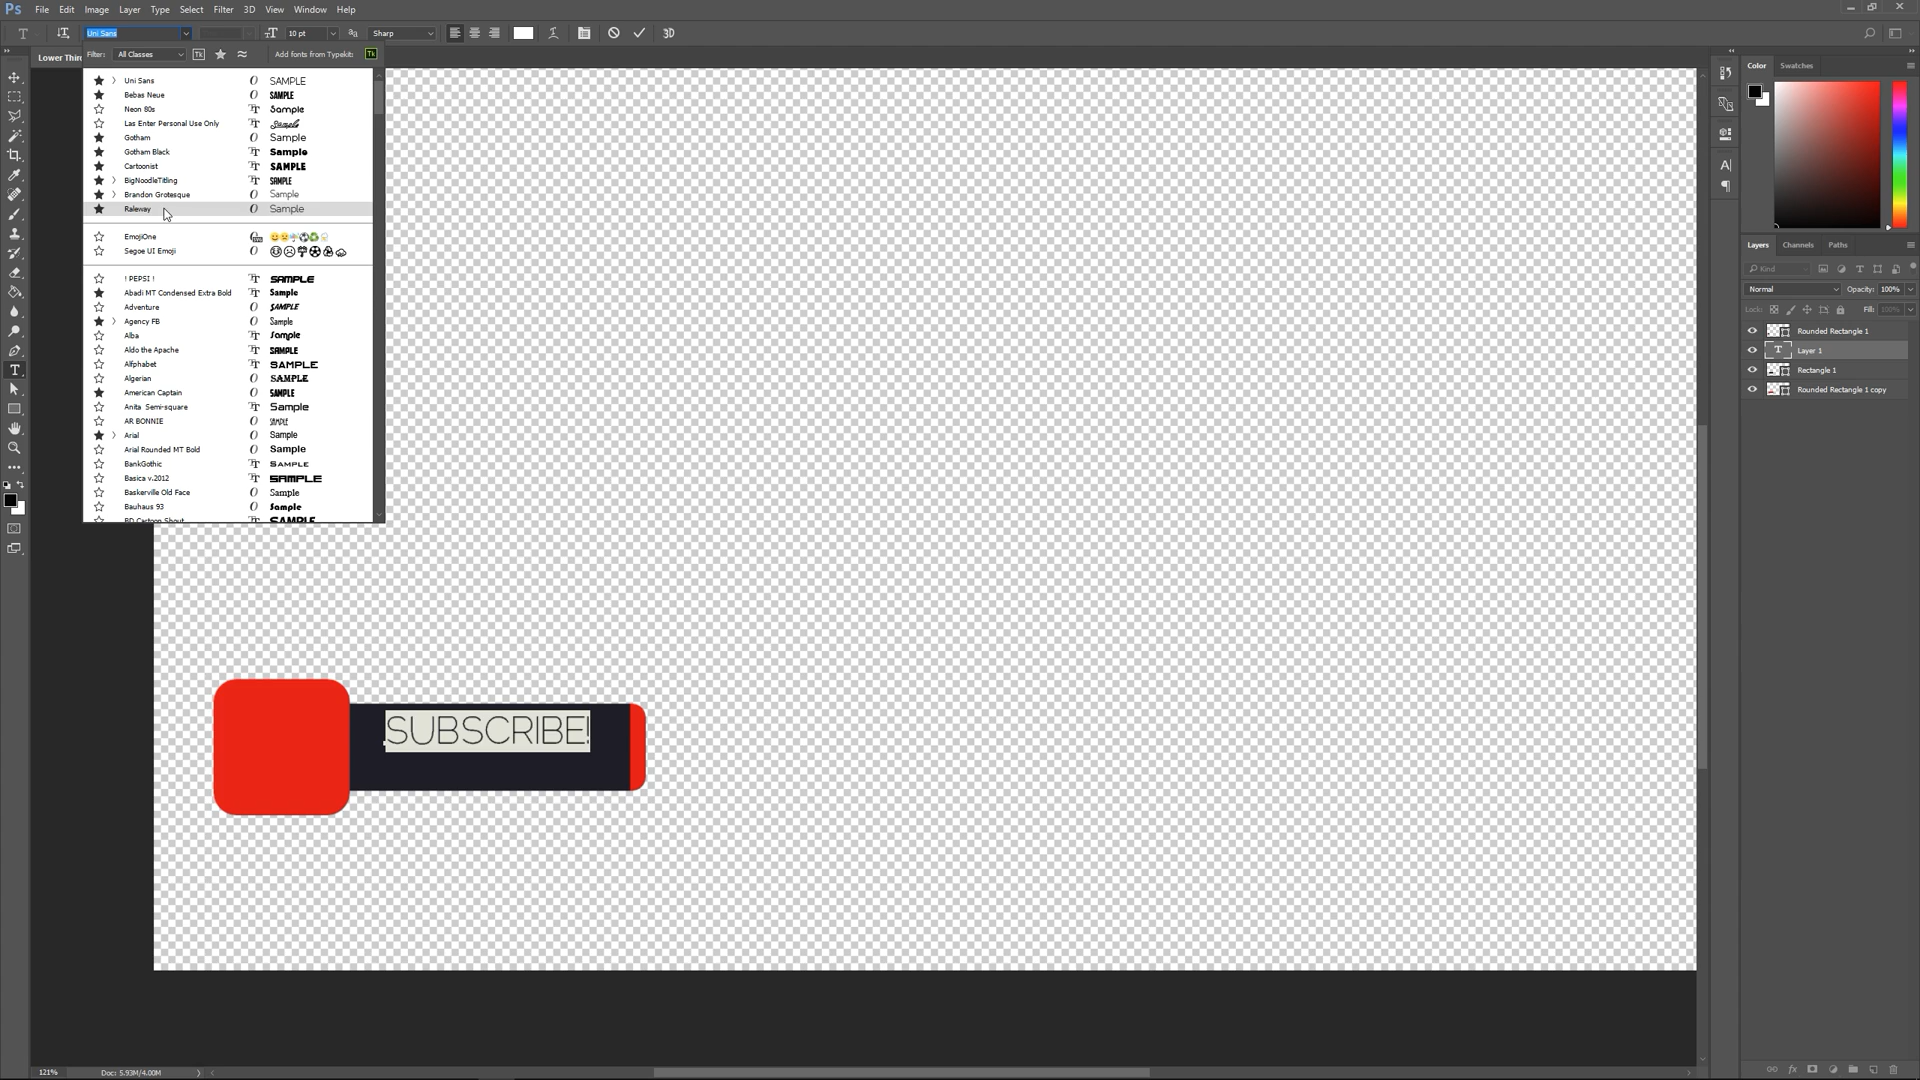 Ps File Edit Image Layer Type Select Filter 3D View Window Help
T Uni Sans 10 pt Sharp 3D
Filter: All Classes Tk Add fonts from Typekit: Tk
Lower Thir
Uni Sans SAMPLE
Bebas Neue SAMPLE
Neon 80s Sample
Las Enter Personal Use Only Sample
Gotham Sample
Gotham Black Sample
Cartoonist SAMPLE
BigNoodleTitling SAMPLE
Brandon Grotesque Sample
Raleway Sample
EmojiOne
Segoe UI Emoji
! PEPSI ! SAMPLE
Abadi MT Condensed Extra Bold Sample
Adventure SAMPLE
Agency FB Sample
Alba Sample
Aldo the Apache SAMPLE
Alfphabet SAMPLE
Algerian SAMPLE
American Captain SAMPLE
Anita Semi-square Sample
AR BONNIE SAMPLE
Arial Sample
Arial Rounded MT Bold Sample
BankGothic SAMPLE
Basica v.2012 SAMPLE
Baskerville Old Face Sample
Bauhaus 93 Sample
BD Cartoon Shout SAMPLE
SUBSCRIBE!
Color Swatches
Layers Channels Paths
Kind
Normal Opacity: 100%
Lock: Fill: 100%
Rounded Rectangle 1
Layer 1
Rectangle 1
Rounded Rectangle 1 copy
121% Doc: 5.93M/4.00M